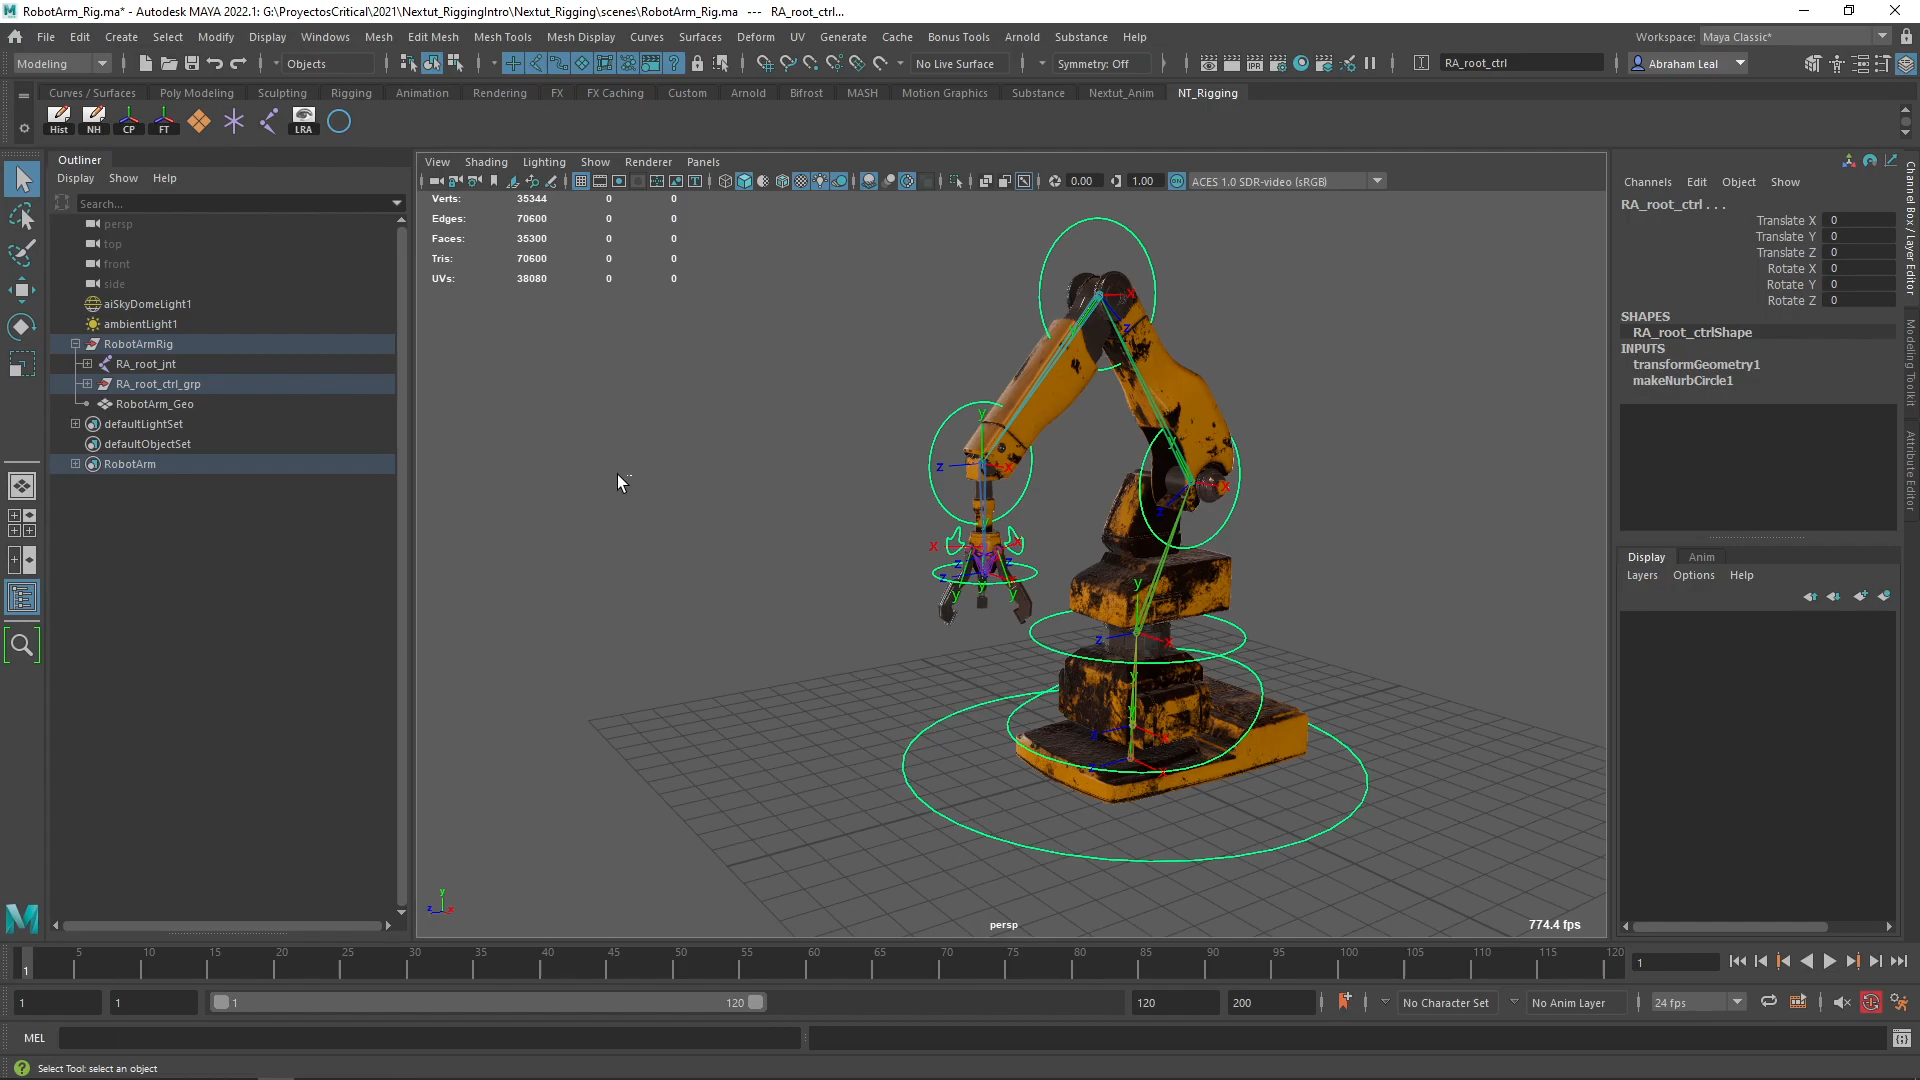 RobotArm_Rig.ma* - Autodesk MAYA 2022.1: G:\ProyectosCritical\2021\Nextut_RiggingIntro\Nextut_Rigging\scenes\RobotArm_Rig.ma --- RA_root_ctrl...
File Edit Create Select Modify Display Windows Mesh Edit Mesh Mesh Tools Mesh Display Curves Surfaces Deform UV Generate Cache Bonus Tools Arnold Substance Help
Workspace: Maya Classic*
Modeling Objects No Live Surface Symmetry: Off IPR RA_root_ctrl Abraham Leal
Curves / Surfaces Poly Modeling Sculpting Rigging Animation Rendering FX FX Caching Custom Arnold Bifrost MASH Motion Graphics Substance Nextut_Anim NT_Rigging
Hist NH CP FT LRA
Outliner
Display Show Help
Search...
persp
top
front
side
aiSkyDomeLight1
ambientLight1
RobotArmRig
RA_root_jnt
RA_root_ctrl_grp
RobotArm_Geo
defaultLightSet
defaultObjectSet
RobotArm
View Shading Lighting Show Renderer Panels
0.00 1.00 ACES 1.0 SDR-video (sRGB)
Verts: 35344 0 0
Edges: 70600 0 0
Faces: 35300 0 0
Tris: 70600 0 0
UVs: 38080 0 0
persp
774.4 fps
Channels Edit Object Show
RA_root_ctrl . . .
Translate X 0
Translate Y 0
Translate Z 0
Rotate X 0
Rotate Y 0
Rotate Z 0
SHAPES
RA_root_ctrlShape
INPUTS
transformGeometry1
makeNurbCircle1
Display Anim
Layers Options Help
Channel Box / Layer Editor
Modeling Toolkit
Attribute Editor
5 10 15 20 25 30 35 40 45 50 55 60 65 70 75 80 85 90 95 100 105 110 115 120
1
1
1 1 1 120 120 200 No Character Set No Anim Layer 24 fps
MEL
Select Tool: select an object